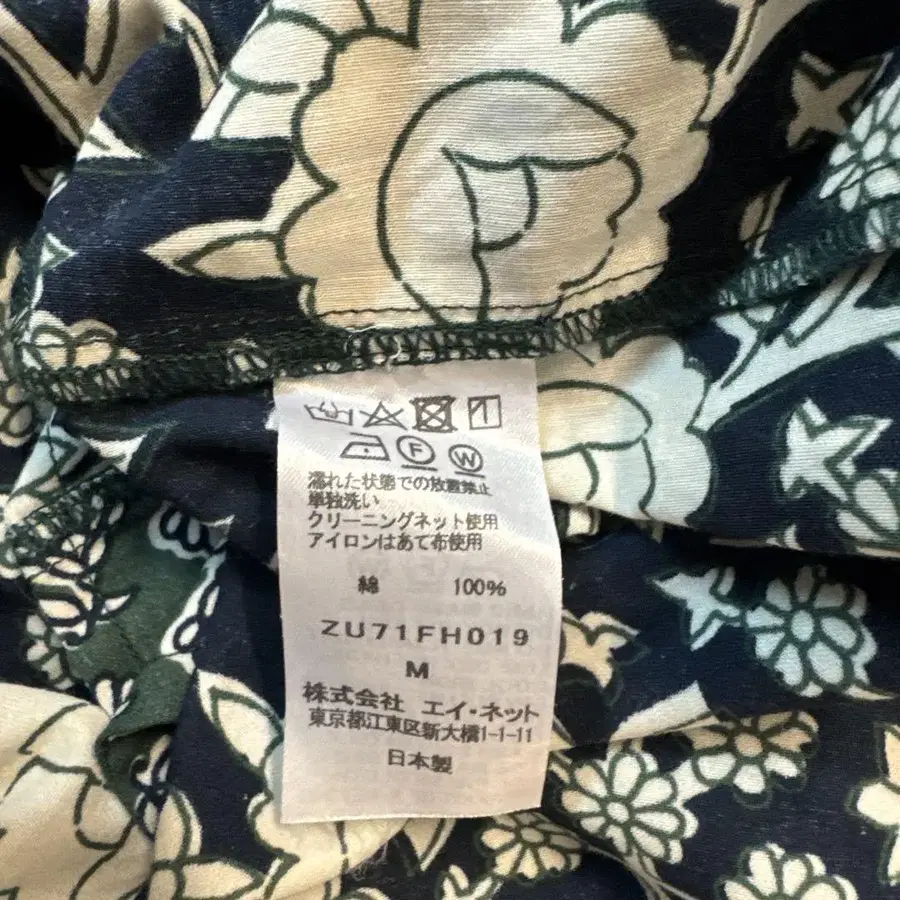 F W
濡れた状態での放置禁止
単独洗い
クリーニングネット使用
アイロンはあて布使用
綿 100%
ZU71FH019
M
株式会社 エイ・ネット
東京都江東区新大橋1-1-11
日本製